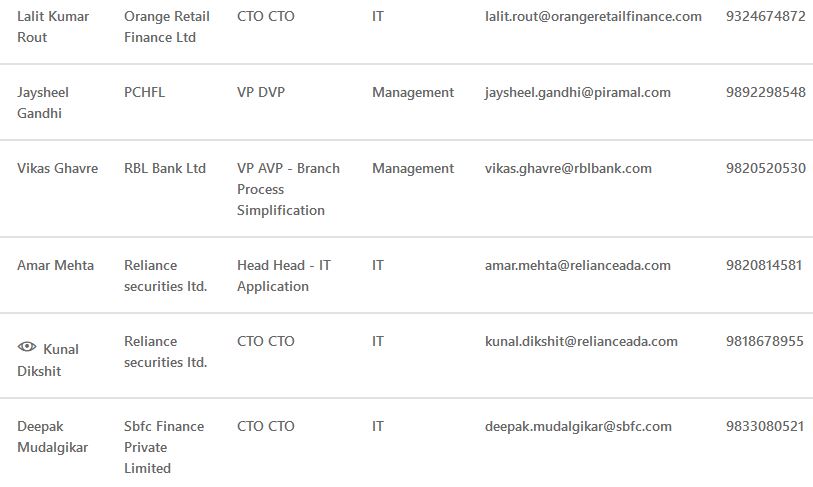 Lalit Kumar Orange Retail CTO CTO IT lalit.rout@orangeretailfinance.com 9324674872
Rout Finance Ltd
Jaysheel PCHFL VP DVP Management jaysheel.gandhi@piramal.com 9892298548
Gandhi
Vikas Ghavre RBL Bank Ltd VP AVP - Branch Management vikas.ghavre@rblbank.com 9820520530
Process
Simplification
Amar Mehta Reliance Head Head - IT IT amar.mehta@relianceada.com 9820814581
securities ltd. Application
Kunal Reliance CTO CTO IT kunal.dikshit@relianceada.com 9818678955
Dikshit securities ltd.
Deepak Sbfc Finance CTO CTO IT deepak.mudalgikar@sbfc.com 9833080521
Mudalgikar Private
Limited